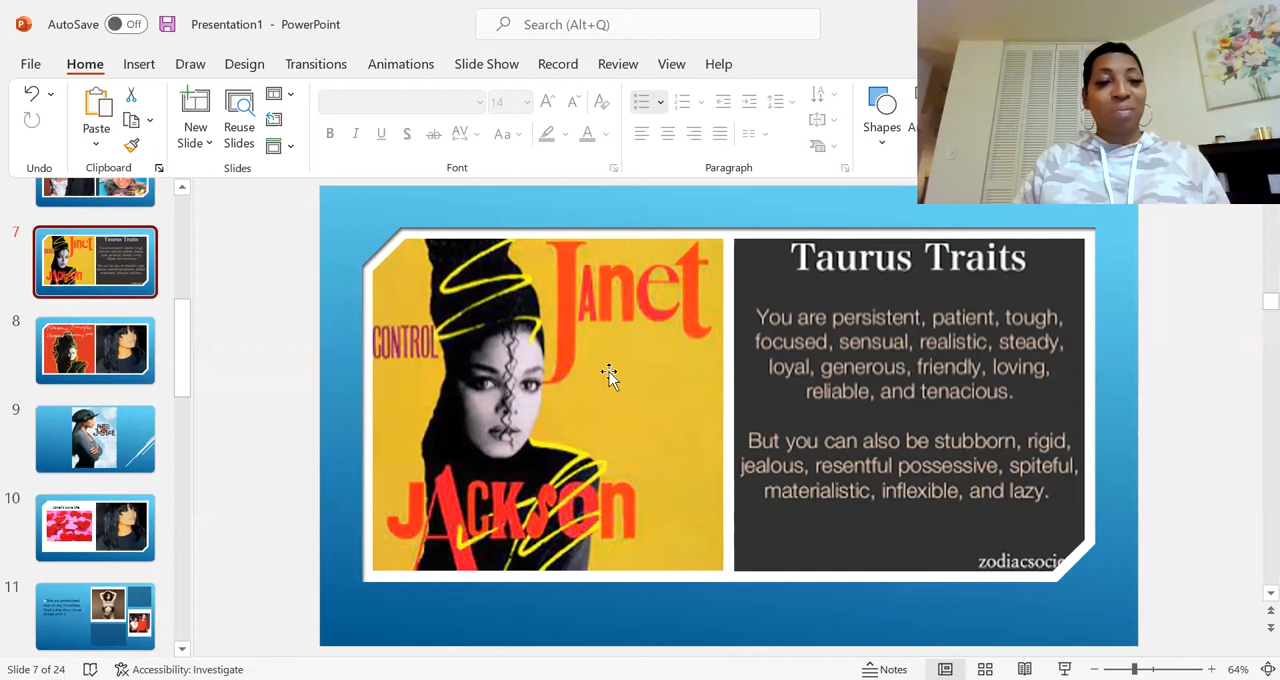 AutoSave Off Presentation1 - PowerPoint Search (Alt+Q)
File Home Insert Draw Design Transitions Animations Slide Show Record Review View Help
14
Paste New Slide Reuse Slides Shapes
Undo Clipboard Slides Font Paragraph
7
8
9
10
11
CONTROL
Janet
Jackson
Taurus Traits
You are persistent, patient, tough,
focused, sensual, realistic, steady,
loyal, generous, friendly, loving,
reliable, and tenacious.
But you can also be stubborn, rigid,
jealous, resentful possessive, spiteful,
materialistic, inflexible, and lazy.
zodiacsocie
Slide 7 of 24 Accessibility: Investigate Notes 64%